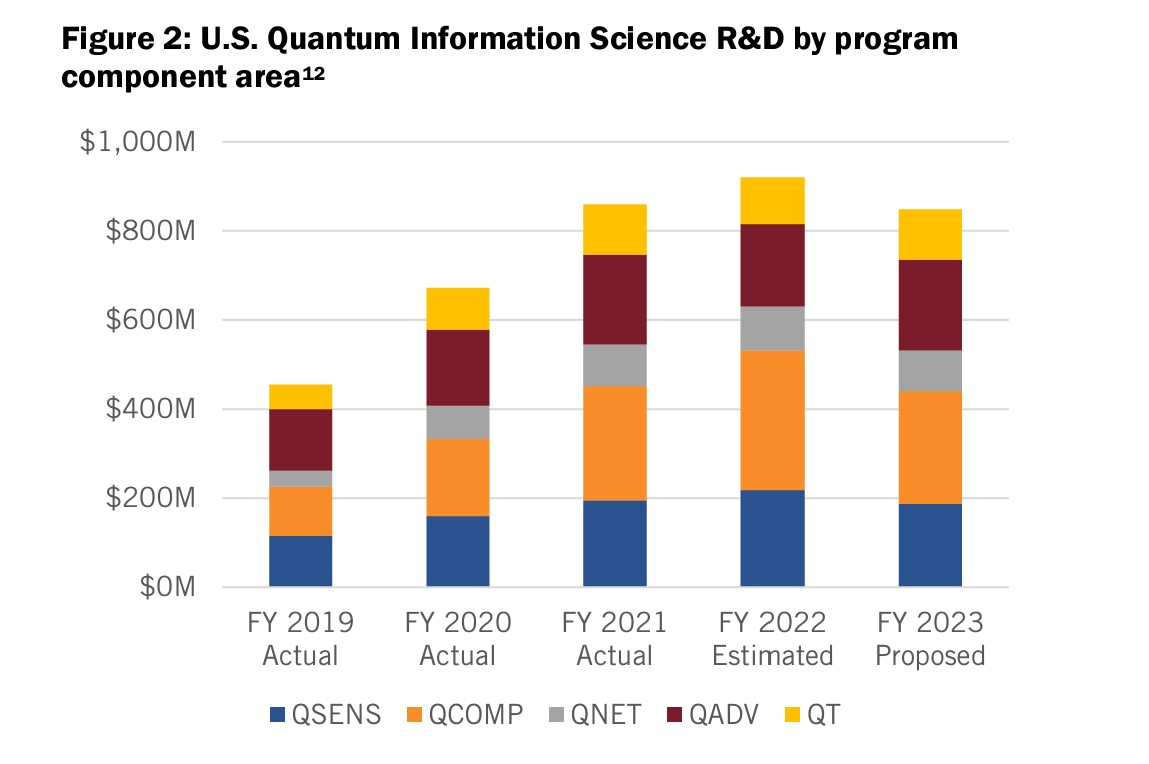 Figure 2: U.S. Quantum Information Science R&D by program
component area¹²
$1,000M
$800M
$600M
$400M
$200M
$0M
FY 2019 FY 2020 FY 2021 FY 2022 FY 2023
Actual Actual Actual Estimated Proposed
QSENS QCOMP QNET QADV QT